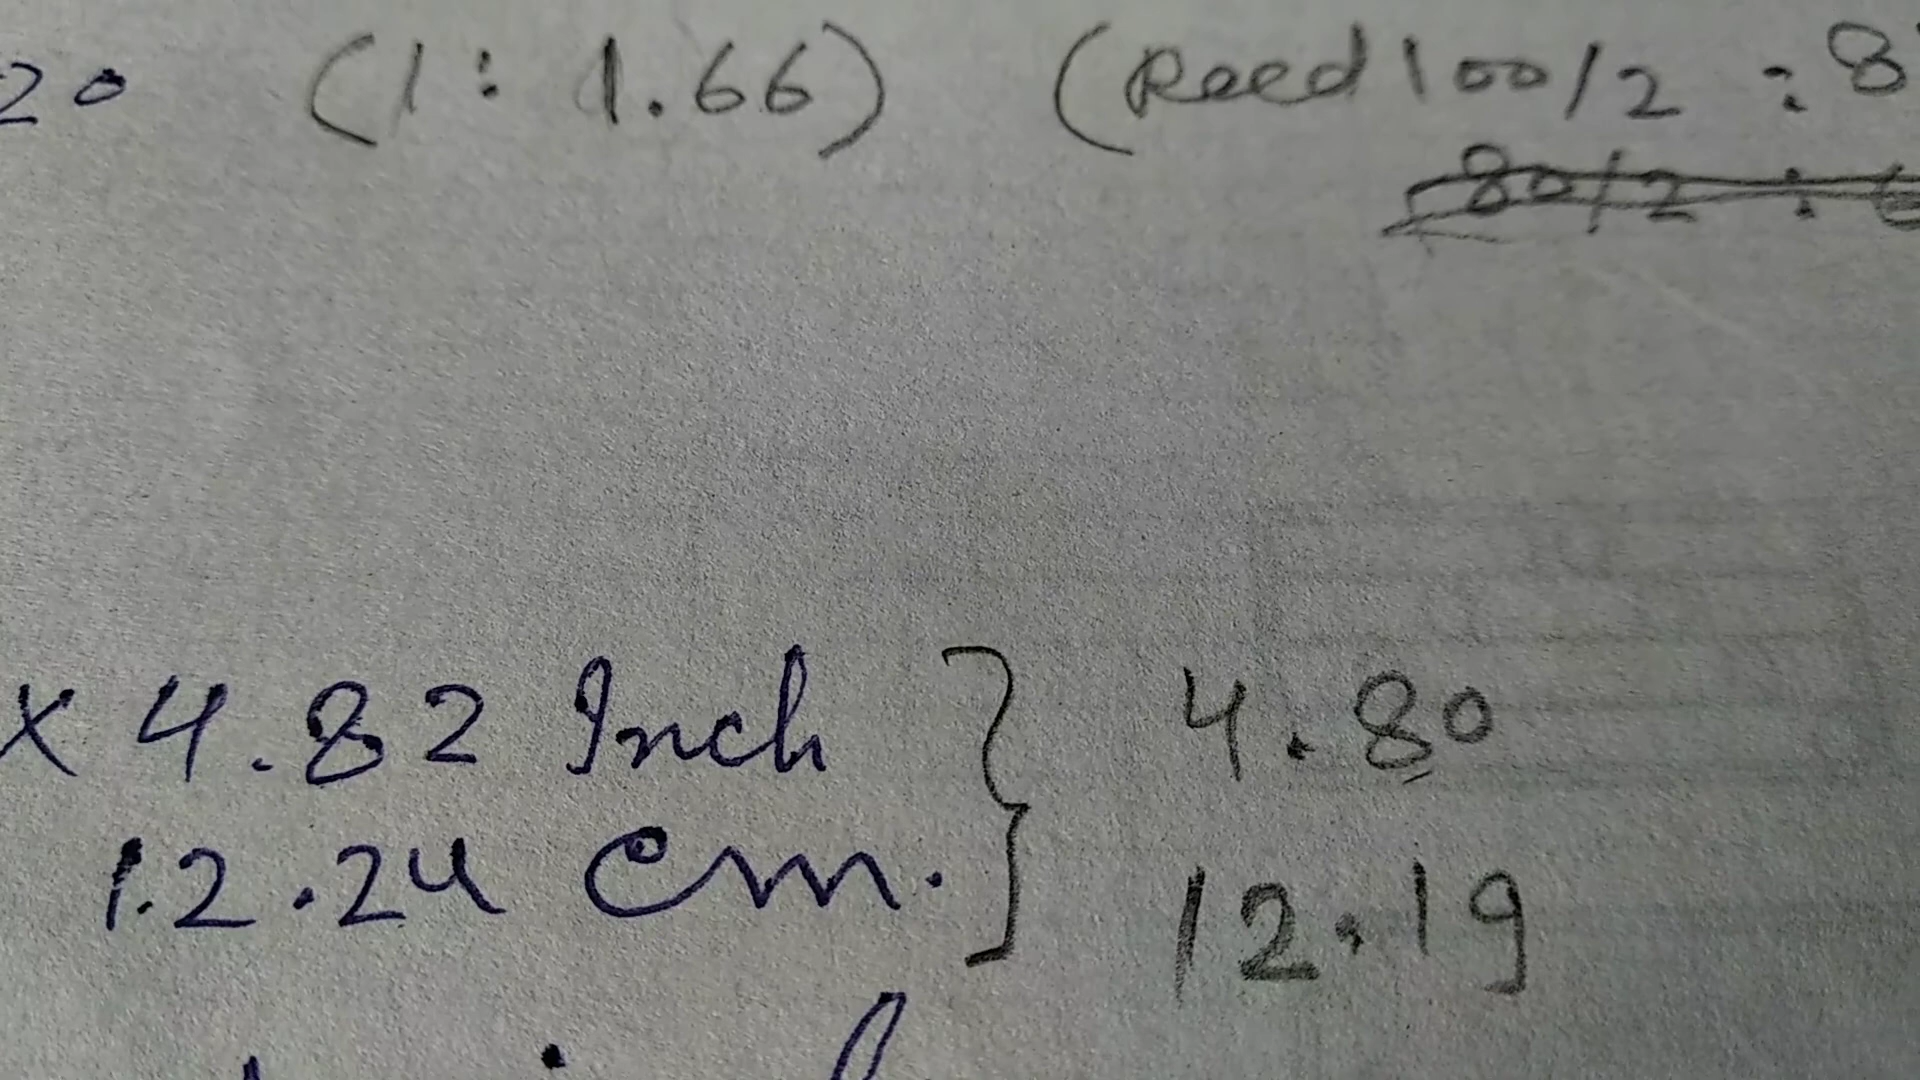 20 (1 : 1.66) (Reed 100/2 : 8
80/2 :
x 4.82 Inch } 4.80
12.24 cm. } 12.19